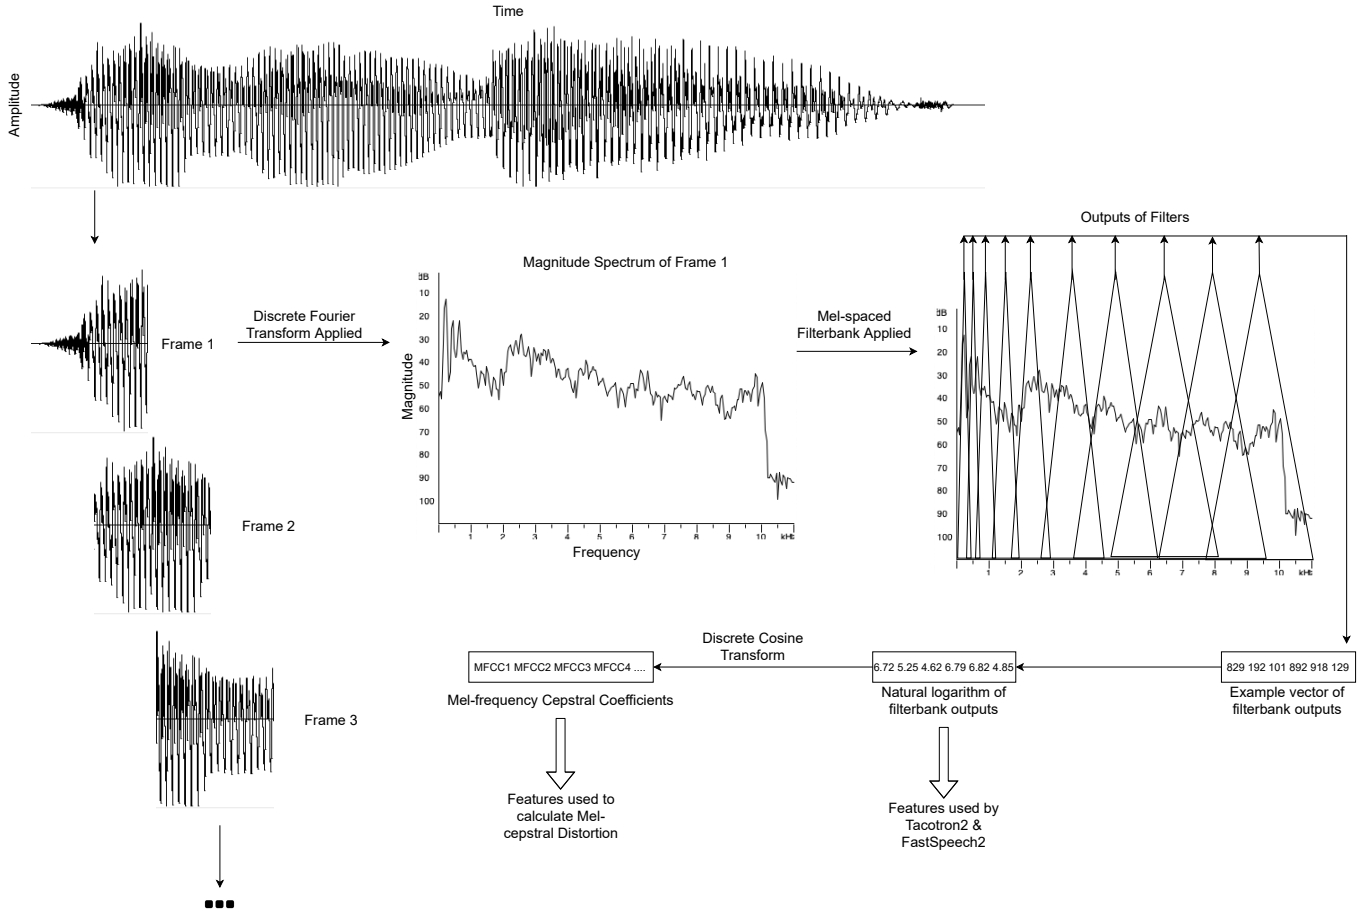 Time
Amplitude
Outputs of Filters
Magnitude Spectrum of Frame 1
Discrete Fourier
Transform Applied
Mel-spaced
Filterbank Applied
Frame 1
dB
10
20
30
40
50
60
70
80
90
100
Magnitude
1 2 3 4 5 6 7 8 9 10 kHz
Frequency
dB
10
20
30
40
50
60
70
80
90
100
1 2 3 4 5 6 7 8 9 10 kHz
Frame 2
Frame 3
Discrete Cosine
Transform
MFCC1 MFCC2 MFCC3 MFCC4 ....
6.72 5.25 4.62 6.79 6.82 4.85
829 192 101 892 918 129
Mel-frequency Cepstral Coefficients
Natural logarithm of
filterbank outputs
Example vector of
filterbank outputs
Features used to
calculate Mel-
cepstral Distortion
Features used by
Tacotron2 &
FastSpeech2